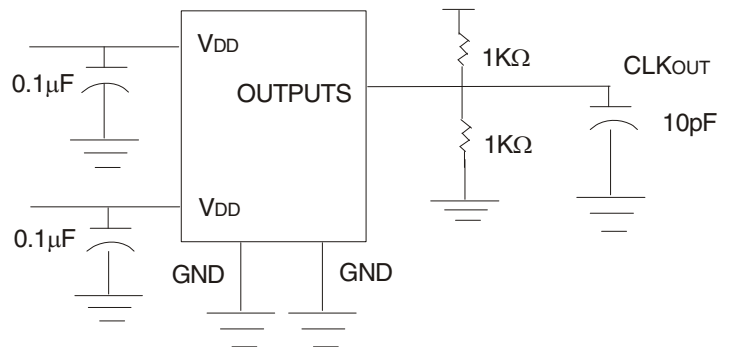 VDD
0.1μF
OUTPUTS
1KΩ
CLKOUT
10pF
1KΩ
VDD
0.1μF
GND
GND